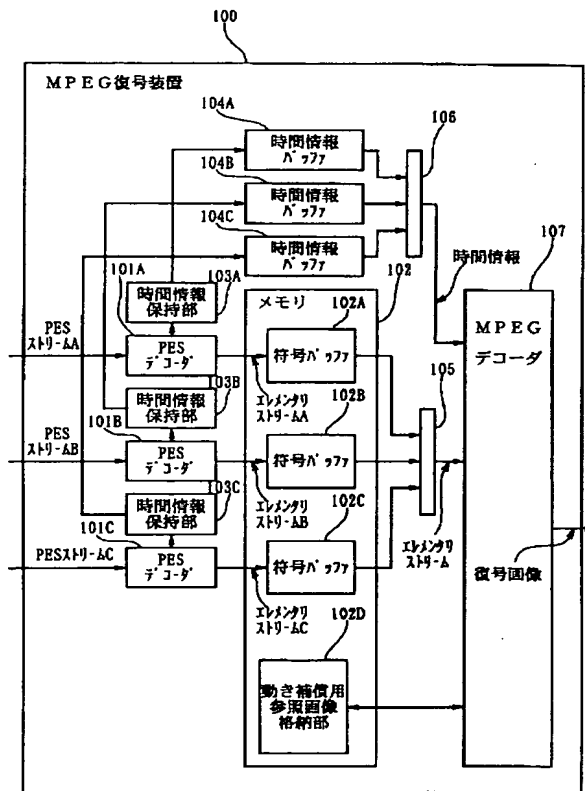 100
MPEG復号装置
104A
時間情報
バッファ
106
104B
時間情報
バッファ
104C
時間情報
バッファ
時間情報
107
101A
103A
時間情報
保持部
メモリ
102
102A
MPEG
デコーダ
PES
ストリームA
PES
デコーダ
符号バッファ
エレメンタリ
ストリームA
103B
時間情報
保持部
102B
105
101B
PES
ストリームB
PES
デコーダ
符号バッファ
エレメンタリ
ストリームB
103C
時間情報
保持部
102C
101C
PESストリームC
PES
デコーダ
符号バッファ
エレメンタリ
ストリームC
エレメンタリ
ストリーム
復号画像
102D
動き補償用
参照画像
格納部